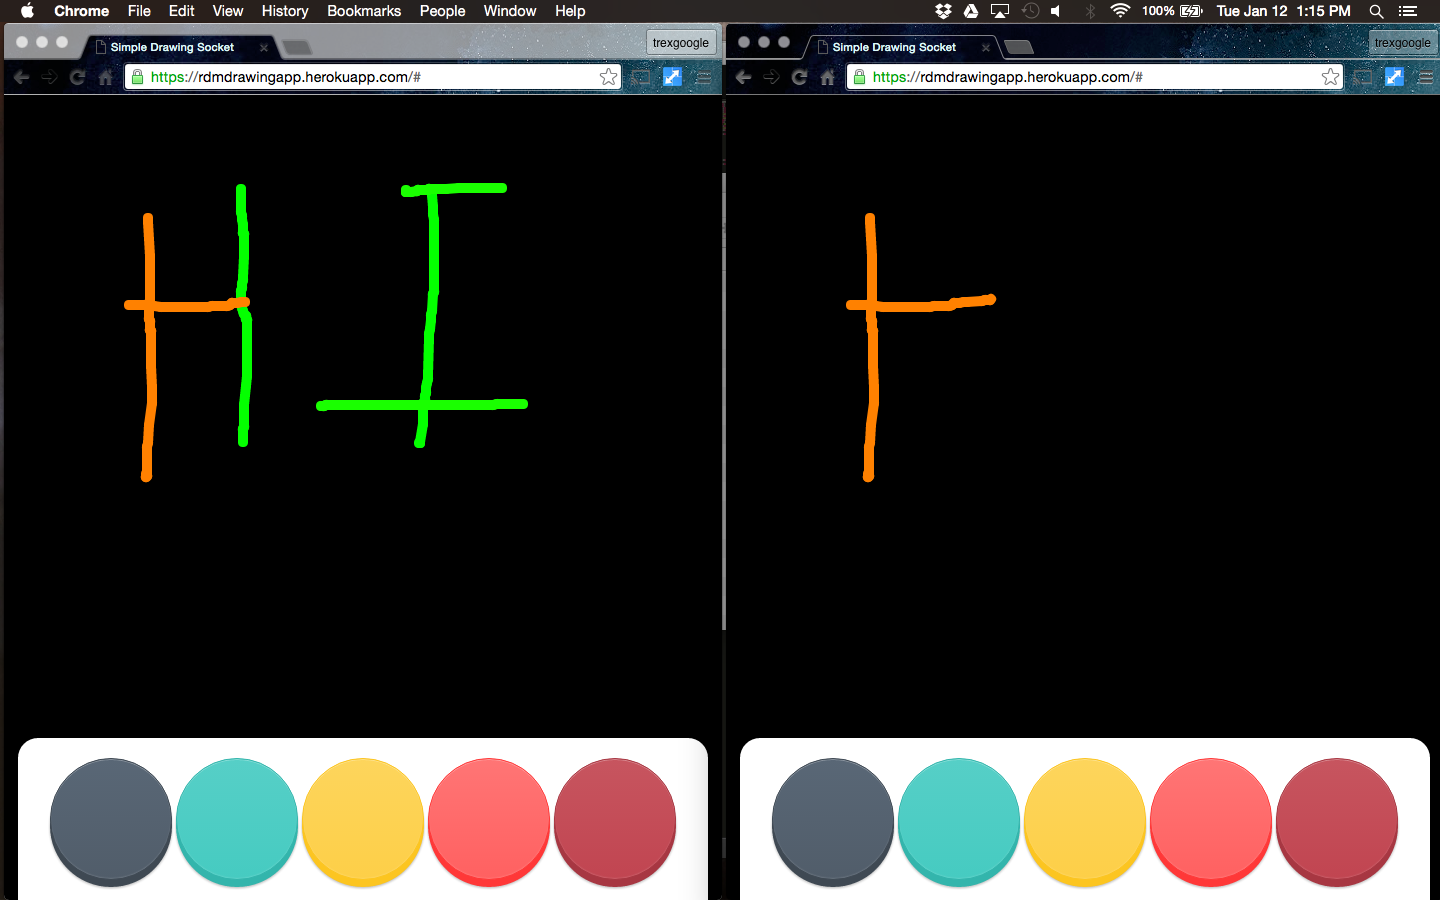 Chrome File Edit View History Bookmarks People Window Help 100% Tue Jan 12 1:15 PM
Simple Drawing Socket trexgoogle
https://rdmdrawingapp.herokuapp.com/#
Simple Drawing Socket trexgoogle
https://rdmdrawingapp.herokuapp.com/#
HI